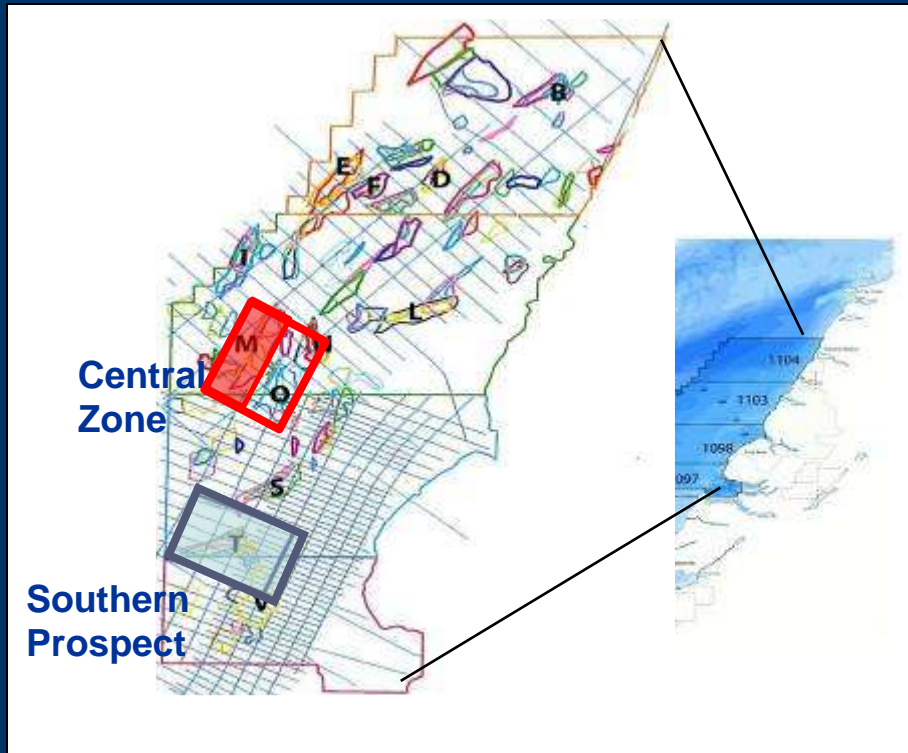 B
E
F
D
I
L
M
Central
Zone
O
S
T
Southern
Prospect
V
1104
1103
1098
097